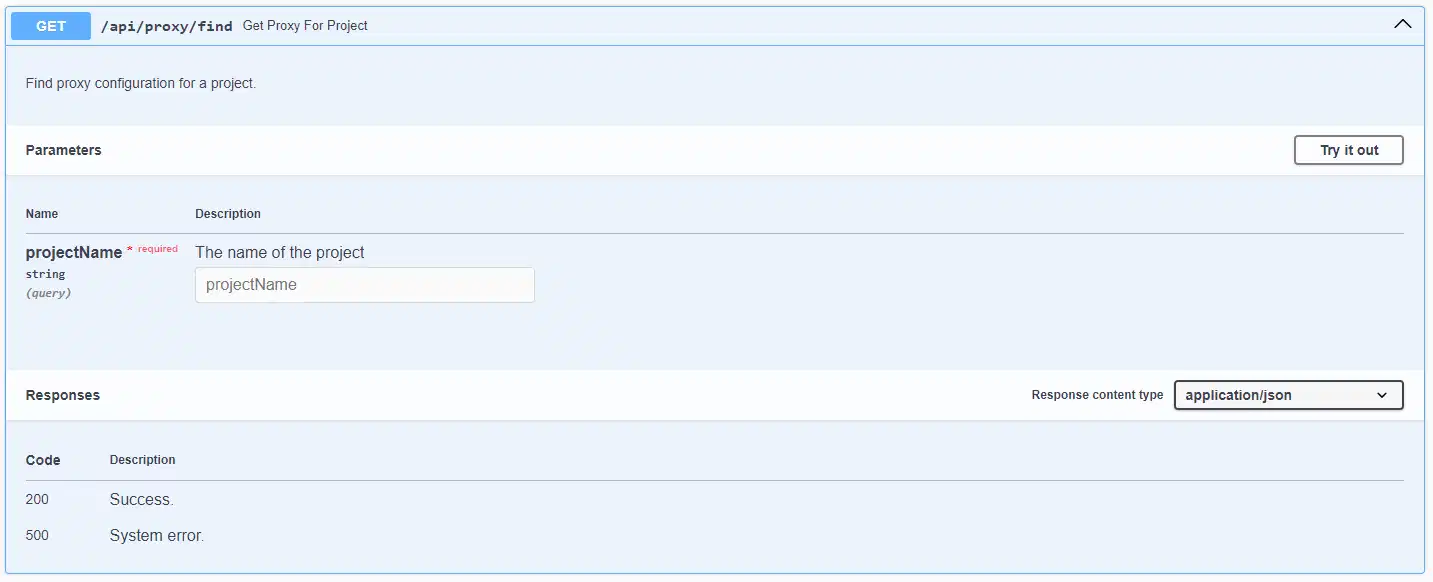 GET /api/proxy/find Get Proxy For Project
Find proxy configuration for a project.
Parameters Try it out
Name Description
projectName * required The name of the project
string projectName
(query)
Responses Response content type application/json
Code Description
200 Success.
500 System error.